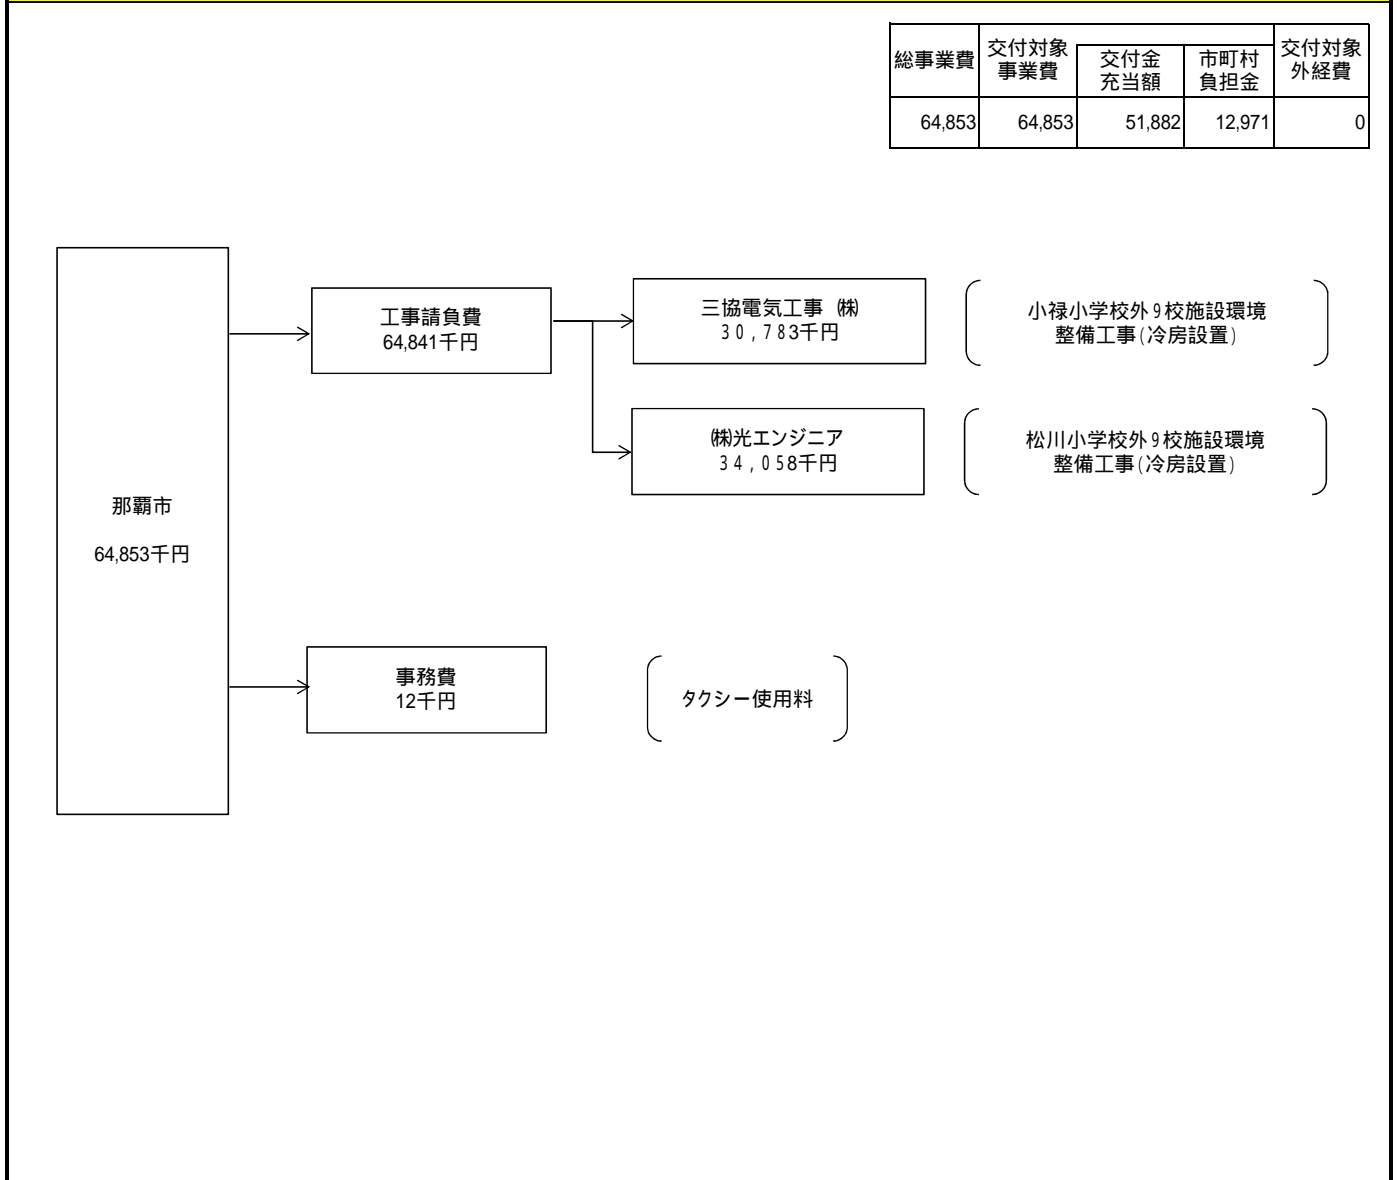 総事業費
交付対象
事業費
交付金
充当額
市町村
負担金
交付対象
外経費
64,853
64,853
51,882
12,971
0
工事請負費
64,841千円
三協電気工事 ㈱
30,783千円
小禄小学校外9校施設環境
整備工事(冷房設置)
㈱光エンジニア
34,058千円
松川小学校外9校施設環境
整備工事(冷房設置)
那覇市
64,853千円
事務費
12千円
タクシー使用料